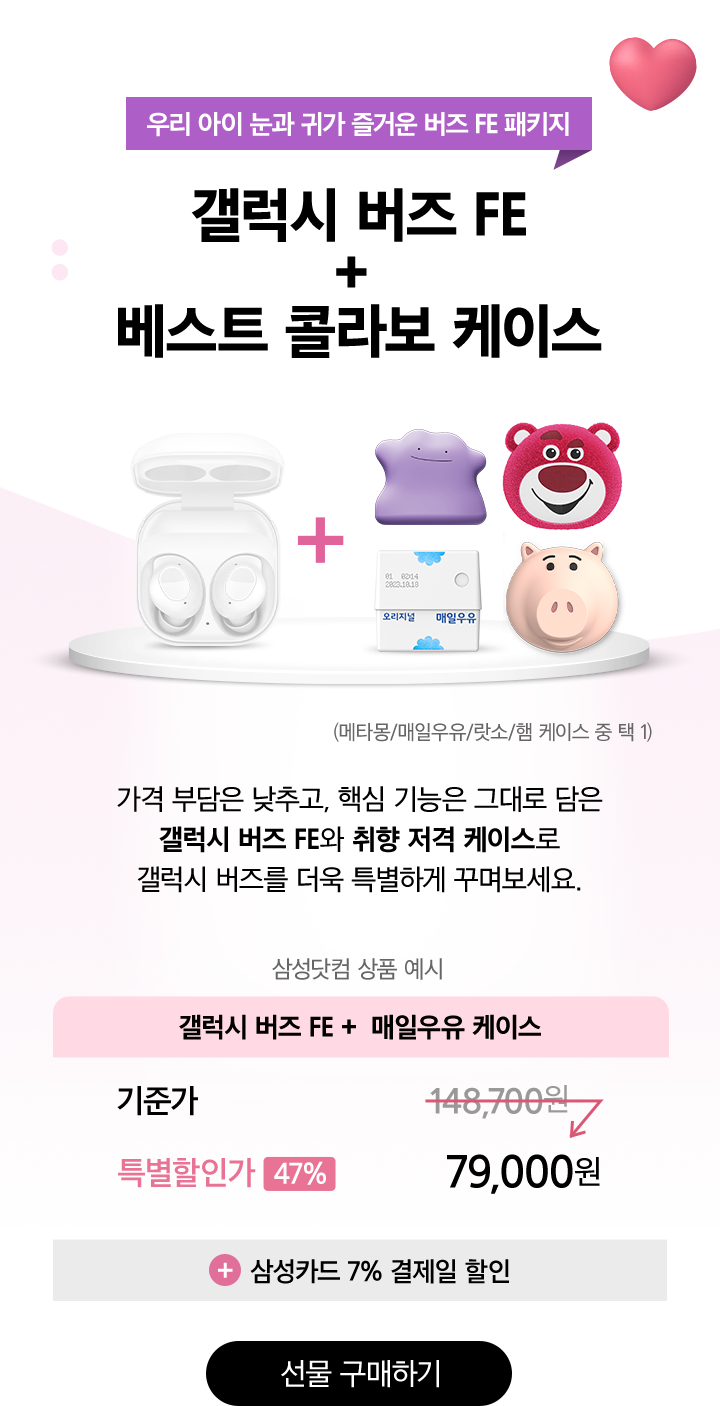 우리 아이 눈과 귀가 즐거운 버즈 FE 패키지
갤럭시 버즈 FE
+
베스트 콜라보 케이스
+
01 02:14
2023.10.18
오리지널 매일우유
(메타몽/매일우유/랏소/햄 케이스 중 택 1)
가격 부담은 낮추고, 핵심 기능은 그대로 담은
갤럭시 버즈 FE와 취향 저격 케이스로
갤럭시 버즈를 더욱 특별하게 꾸며보세요.
삼성닷컴 상품 예시
갤럭시 버즈 FE + 매일우유 케이스
기준가 148,700원
특별할인가 47% 79,000원
+ 삼성카드 7% 결제일 할인
선물 구매하기